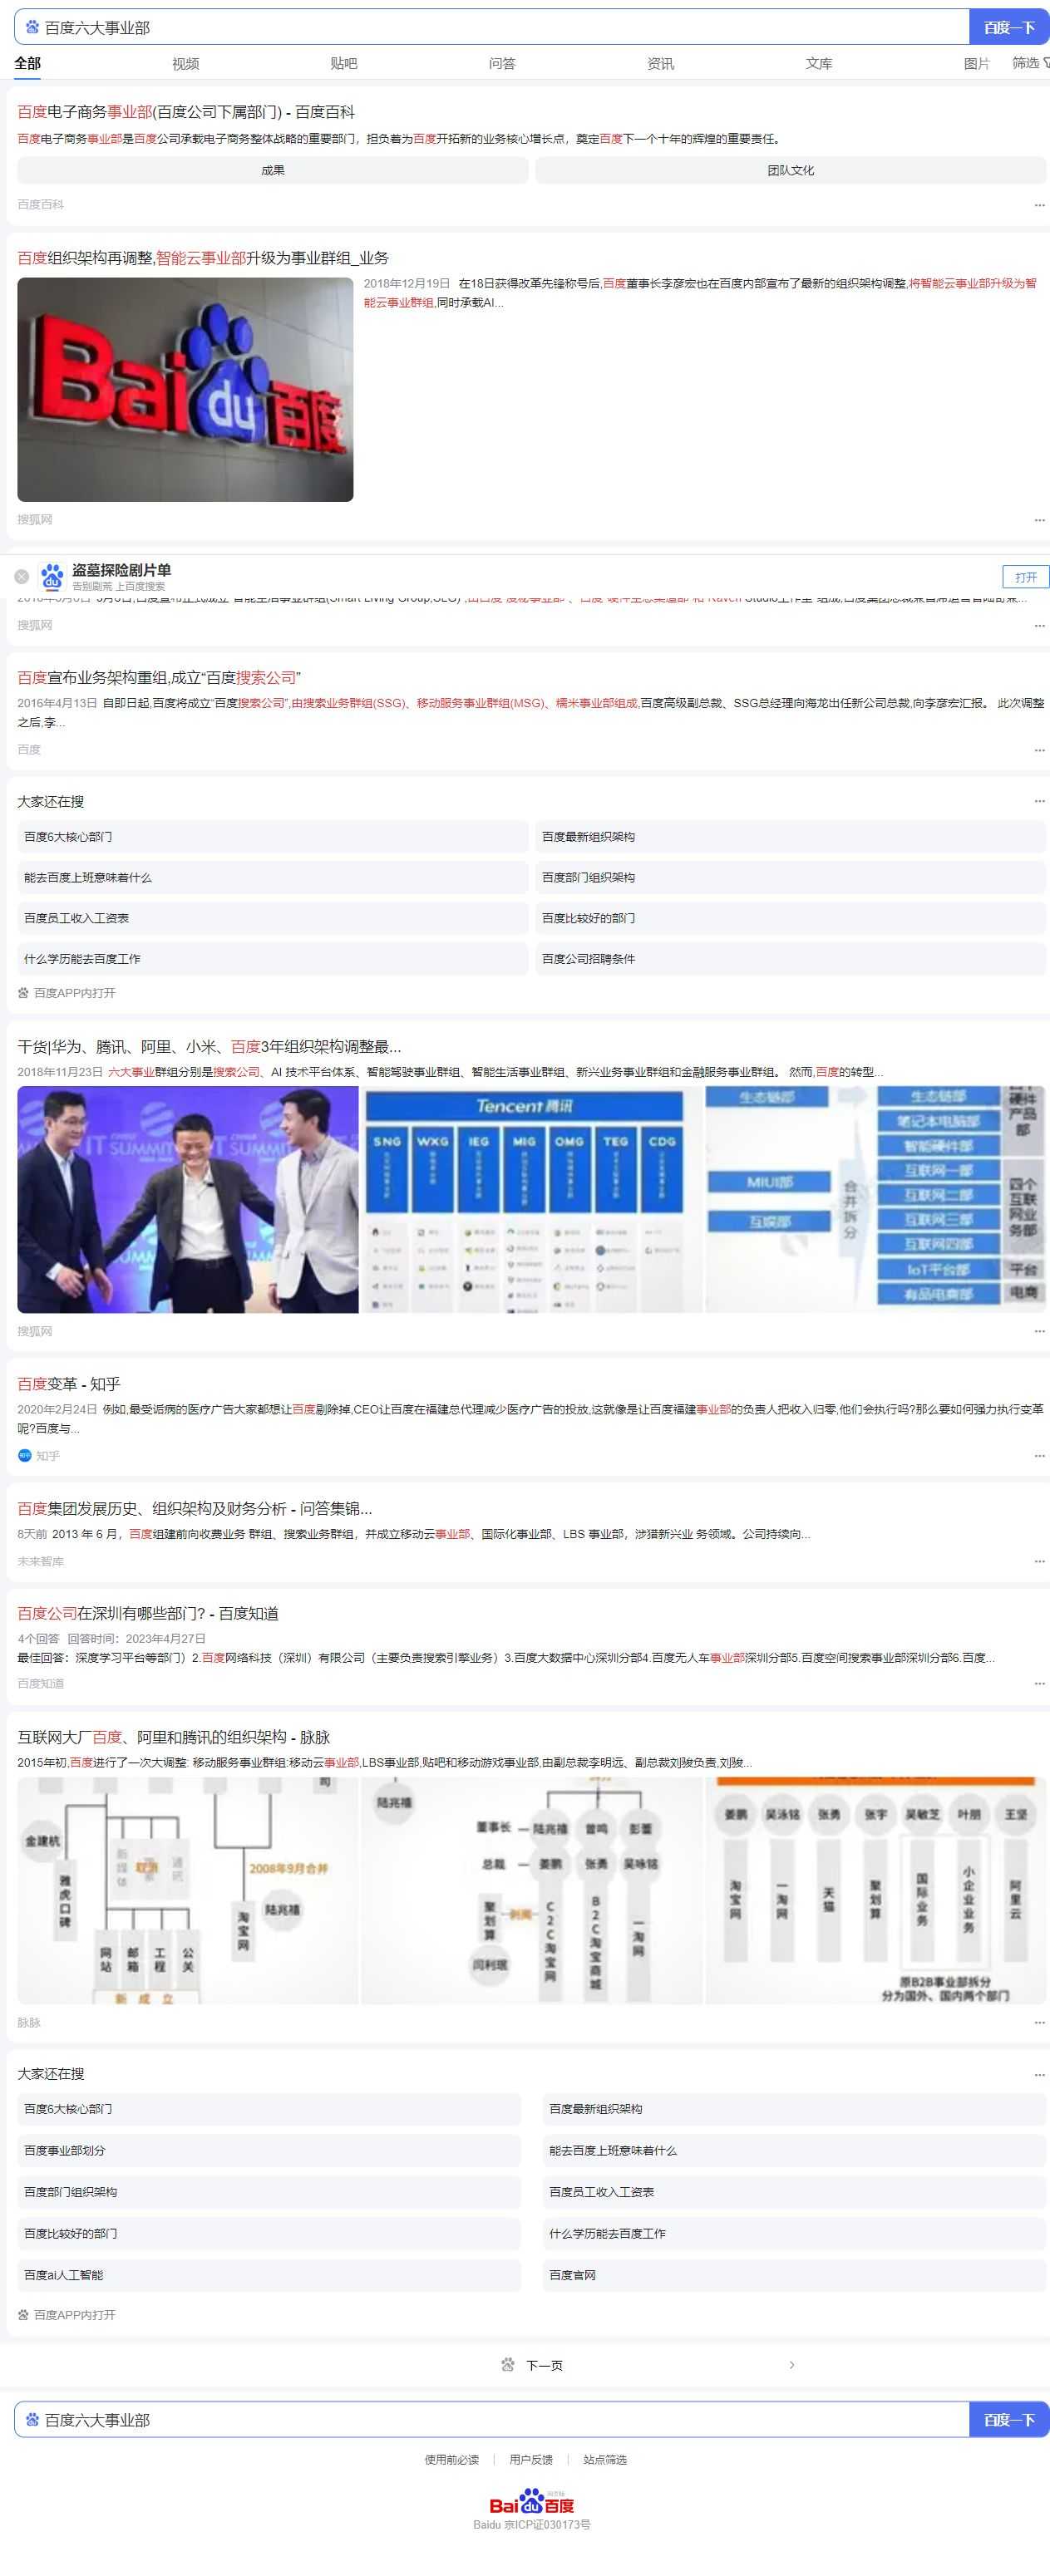 百度六大事业部
百度一下
全部 视频 贴吧 问答 资讯 文库 图片 筛选
百度电子商务事业部(百度公司下属部门) - 百度百科
百度电子商务事业部是百度公司承载电子商务整体战略的重要部门，担负着为百度开拓新的业务核心增长点，奠定百度下一个十年的辉煌的重要责任。
成果 团队文化
百度百科
百度组织架构再调整,智能云事业部升级为事业群组_业务
2018年12月19日 在18日获得改革先锋称号后,百度董事长李彦宏也在百度内部宣布了最新的组织架构调整,将智能云事业部升级为智
能云事业群组,同时承载AI...
Bai du 百度
搜狐网
盗墓探险剧片单
告别剧荒 上百度搜索
打开
搜狐网
百度宣布业务架构重组,成立“百度搜索公司”
2016年4月13日 自即日起,百度将成立“百度搜索公司”,由搜索业务群组(SSG)、移动服务事业群组(MSG)、糯米事业部组成,百度高级副总裁、SSG总经理向海龙出任新公司总裁,向李彦宏汇报。 此次调整
之后,李...
百度
大家还在搜
百度6大核心部门 百度最新组织架构
能去百度上班意味着什么 百度部门组织架构
百度员工收入工资表 百度比较好的部门
什么学历能去百度工作 百度公司招聘条件
百度APP内打开
干货|华为、腾讯、阿里、小米、百度3年组织架构调整最...
2018年11月23日 六大事业群组分别是搜索公司、AI 技术平台体系、智能驾驶事业群组、智能生活事业群组、新兴业务事业群组和金融服务事业群组。 然而,百度的转型...
IT SUMMIT
Tencent 腾讯
SNG WXG IEG MIG OMG TEG CDG
生态链部
MIUI部
互娱部
合并拆分
生态链部
笔记本电脑部
智能硬件部
互联网一部
互联网二部
互联网三部
互联网四部
IoT平台部
有品电商部
硬件产品部
四个互联网业务部
平台
电商
搜狐网
百度变革 - 知乎
2020年2月24日 例如,最受诟病的医疗广告大家都想让百度剔除掉,CEO让百度在福建总代理减少医疗广告的投放,这就像是让百度福建事业部的负责人把收入归零,他们会执行吗?那么要如何强力执行变革
呢?百度与...
知乎
百度集团发展历史、组织架构及财务分析 - 问答集锦...
8天前 2013 年 6 月，百度组建前向收费业务 群组、搜索业务群组，并成立移动云事业部、国际化事业部、LBS 事业部，涉猎新兴业 务领域。公司持续向...
未来智库
百度公司在深圳有哪些部门? - 百度知道
4个回答 回答时间：2023年4月27日
最佳回答：深度学习平台等部门）2.百度网络科技（深圳）有限公司（主要负责搜索引擎业务）3.百度大数据中心深圳分部4.百度无人车事业部深圳分部5.百度空间搜索事业部深圳分部6.百度...
百度知道
互联网大厂百度、阿里和腾讯的组织架构 - 脉脉
2015年初,百度进行了一次大调整: 移动服务事业群组:移动云事业部,LBS事业部,贴吧和移动游戏事业部,由副总裁李明远、副总裁刘骏负责,刘骏...
司
金建杭
雅虎口碑
取消
2008年9月合并
淘宝网
陆兆禧
网站 邮箱 工程 公关
新 成 立
陆兆禧
董事长 陆兆禧 曾鸣 彭蕾
总裁 姜鹏 张勇 吴咏铭
聚划算
剥离
闫利珉
C2C淘宝网
B2C淘宝商城
一淘网
姜鹏 吴泳铭 张勇 张宇 吴敏芝 叶朋 王坚
淘宝网 一淘网 天猫 聚划算 国际业务 小企业业务 阿里云
原B2B事业部拆分
分为国外、国内两个部门
脉脉
大家还在搜
百度6大核心部门 百度最新组织架构
百度事业部划分 能去百度上班意味着什么
百度部门组织架构 百度员工收入工资表
百度比较好的部门 什么学历能去百度工作
百度ai人工智能 百度官网
百度APP内打开
下一页
百度六大事业部
百度一下
使用前必读 用户反馈 站点筛选
Bai du 百度
Baidu 京ICP证030173号